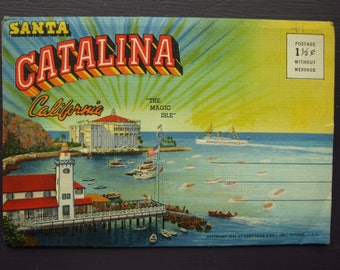 SANTA
CATALINA
California
POSTAGE
1½¢
WITHOUT
MESSAGE
"THE
MAGIC
ISLE"